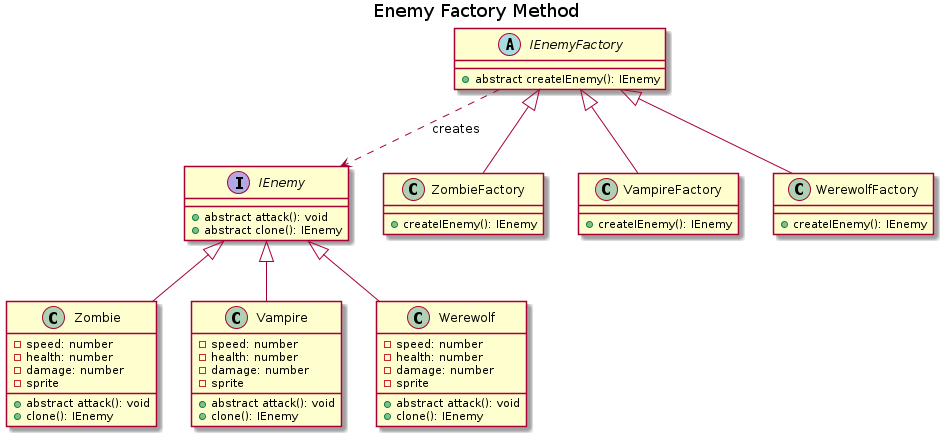 Enemy Factory Method
A IEnemyFactory
abstract createIEnemy(): IEnemy
creates
I IEnemy
abstract attack(): void
abstract clone(): IEnemy
C ZombieFactory
createIEnemy(): IEnemy
C VampireFactory
createIEnemy(): IEnemy
C WerewolfFactory
createIEnemy(): IEnemy
C Zombie
speed: number
health: number
damage: number
sprite
abstract attack(): void
clone(): IEnemy
C Vampire
speed: number
health: number
damage: number
sprite
abstract attack(): void
clone(): IEnemy
C Werewolf
speed: number
health: number
damage: number
sprite
abstract attack(): void
clone(): IEnemy